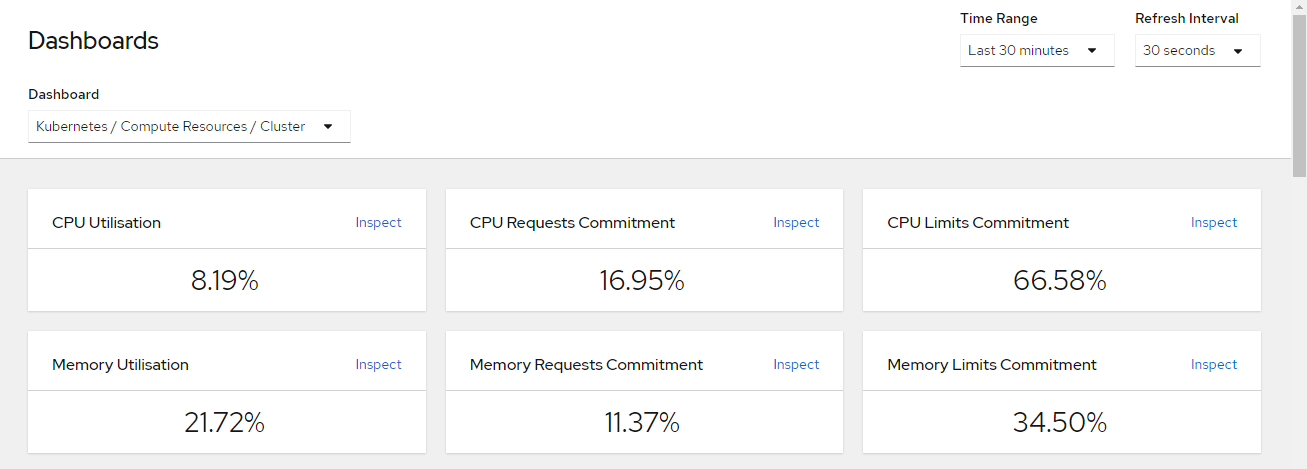 Dashboards
Time Range
Refresh Interval
Last 30 minutes
30 seconds
Dashboard
Kubernetes / Compute Resources / Cluster
CPU Utilisation
Inspect
CPU Requests Commitment
Inspect
CPU Limits Commitment
Inspect
8.19%
16.95%
66.58%
Memory Utilisation
Inspect
Memory Requests Commitment
Inspect
Memory Limits Commitment
Inspect
21.72%
11.37%
34.50%